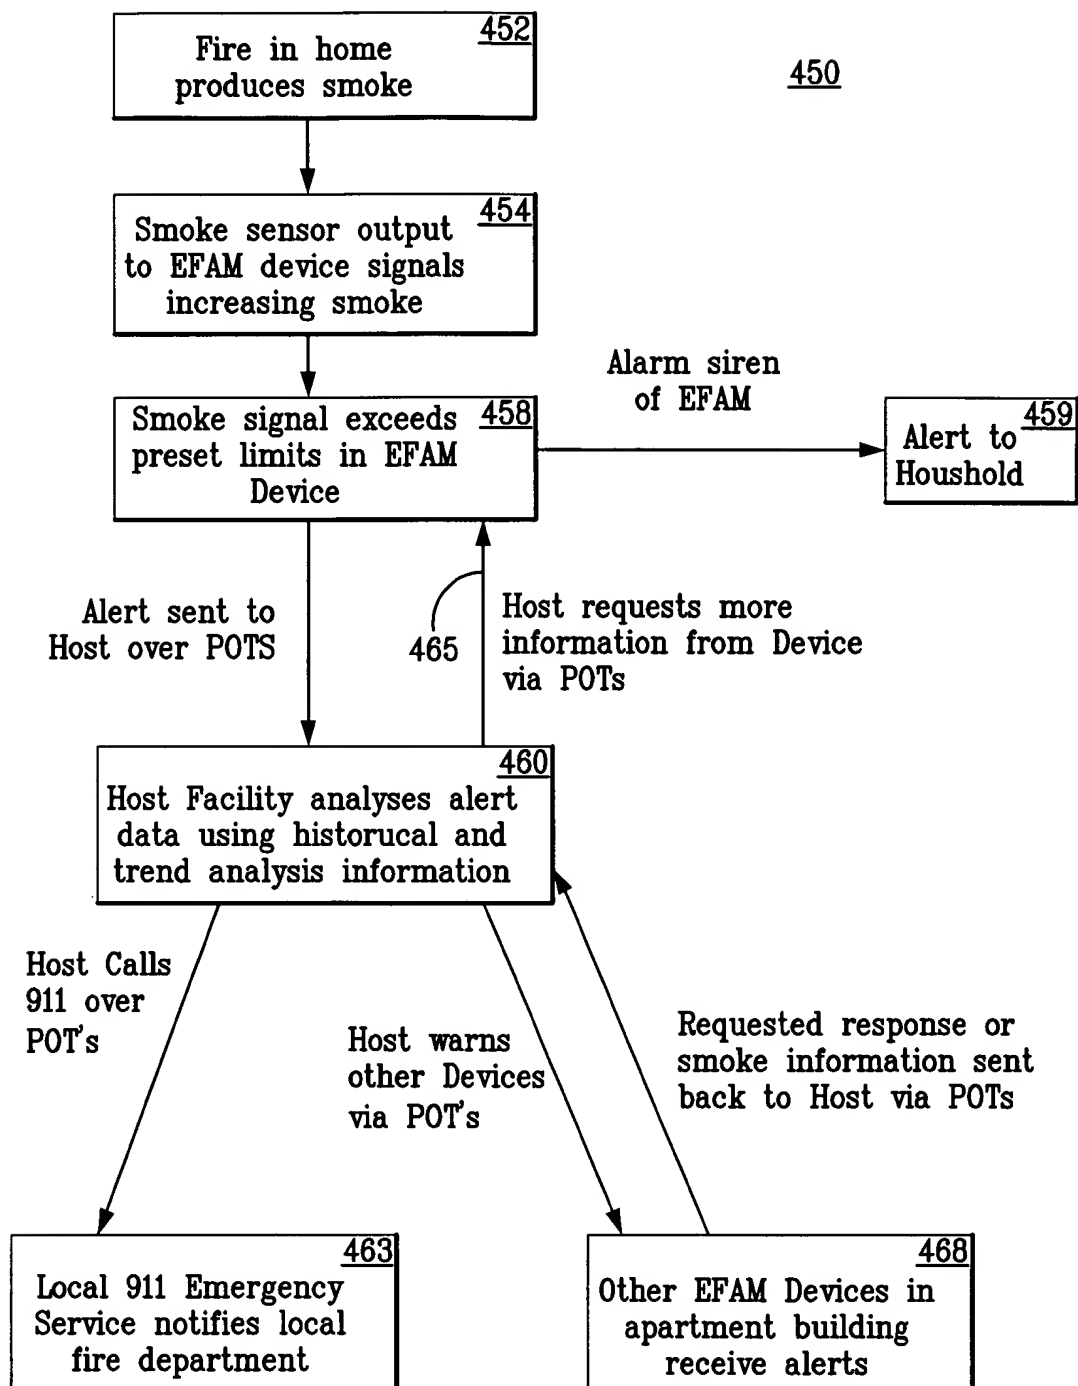 452
Fire in home
produces smoke
450
454
Smoke sensor output
to EFAM device signals
increasing smoke
Alarm siren
of EFAM
458
Smoke signal exceeds
preset limits in EFAM
Device
459
Alert to
Houshold
Alert sent to
Host over POTS
465
Host requests more
information from Device
via POTs
460
Host Facility analyses alert
data using historucal and
trend analysis information
Host Calls
911 over
POT's
Host warns
other Devices
via POT's
Requested response or
smoke information sent
back to Host via POTs
463
Local 911 Emergency
Service notifies local
fire department
468
Other EFAM Devices in
apartment building
receive alerts